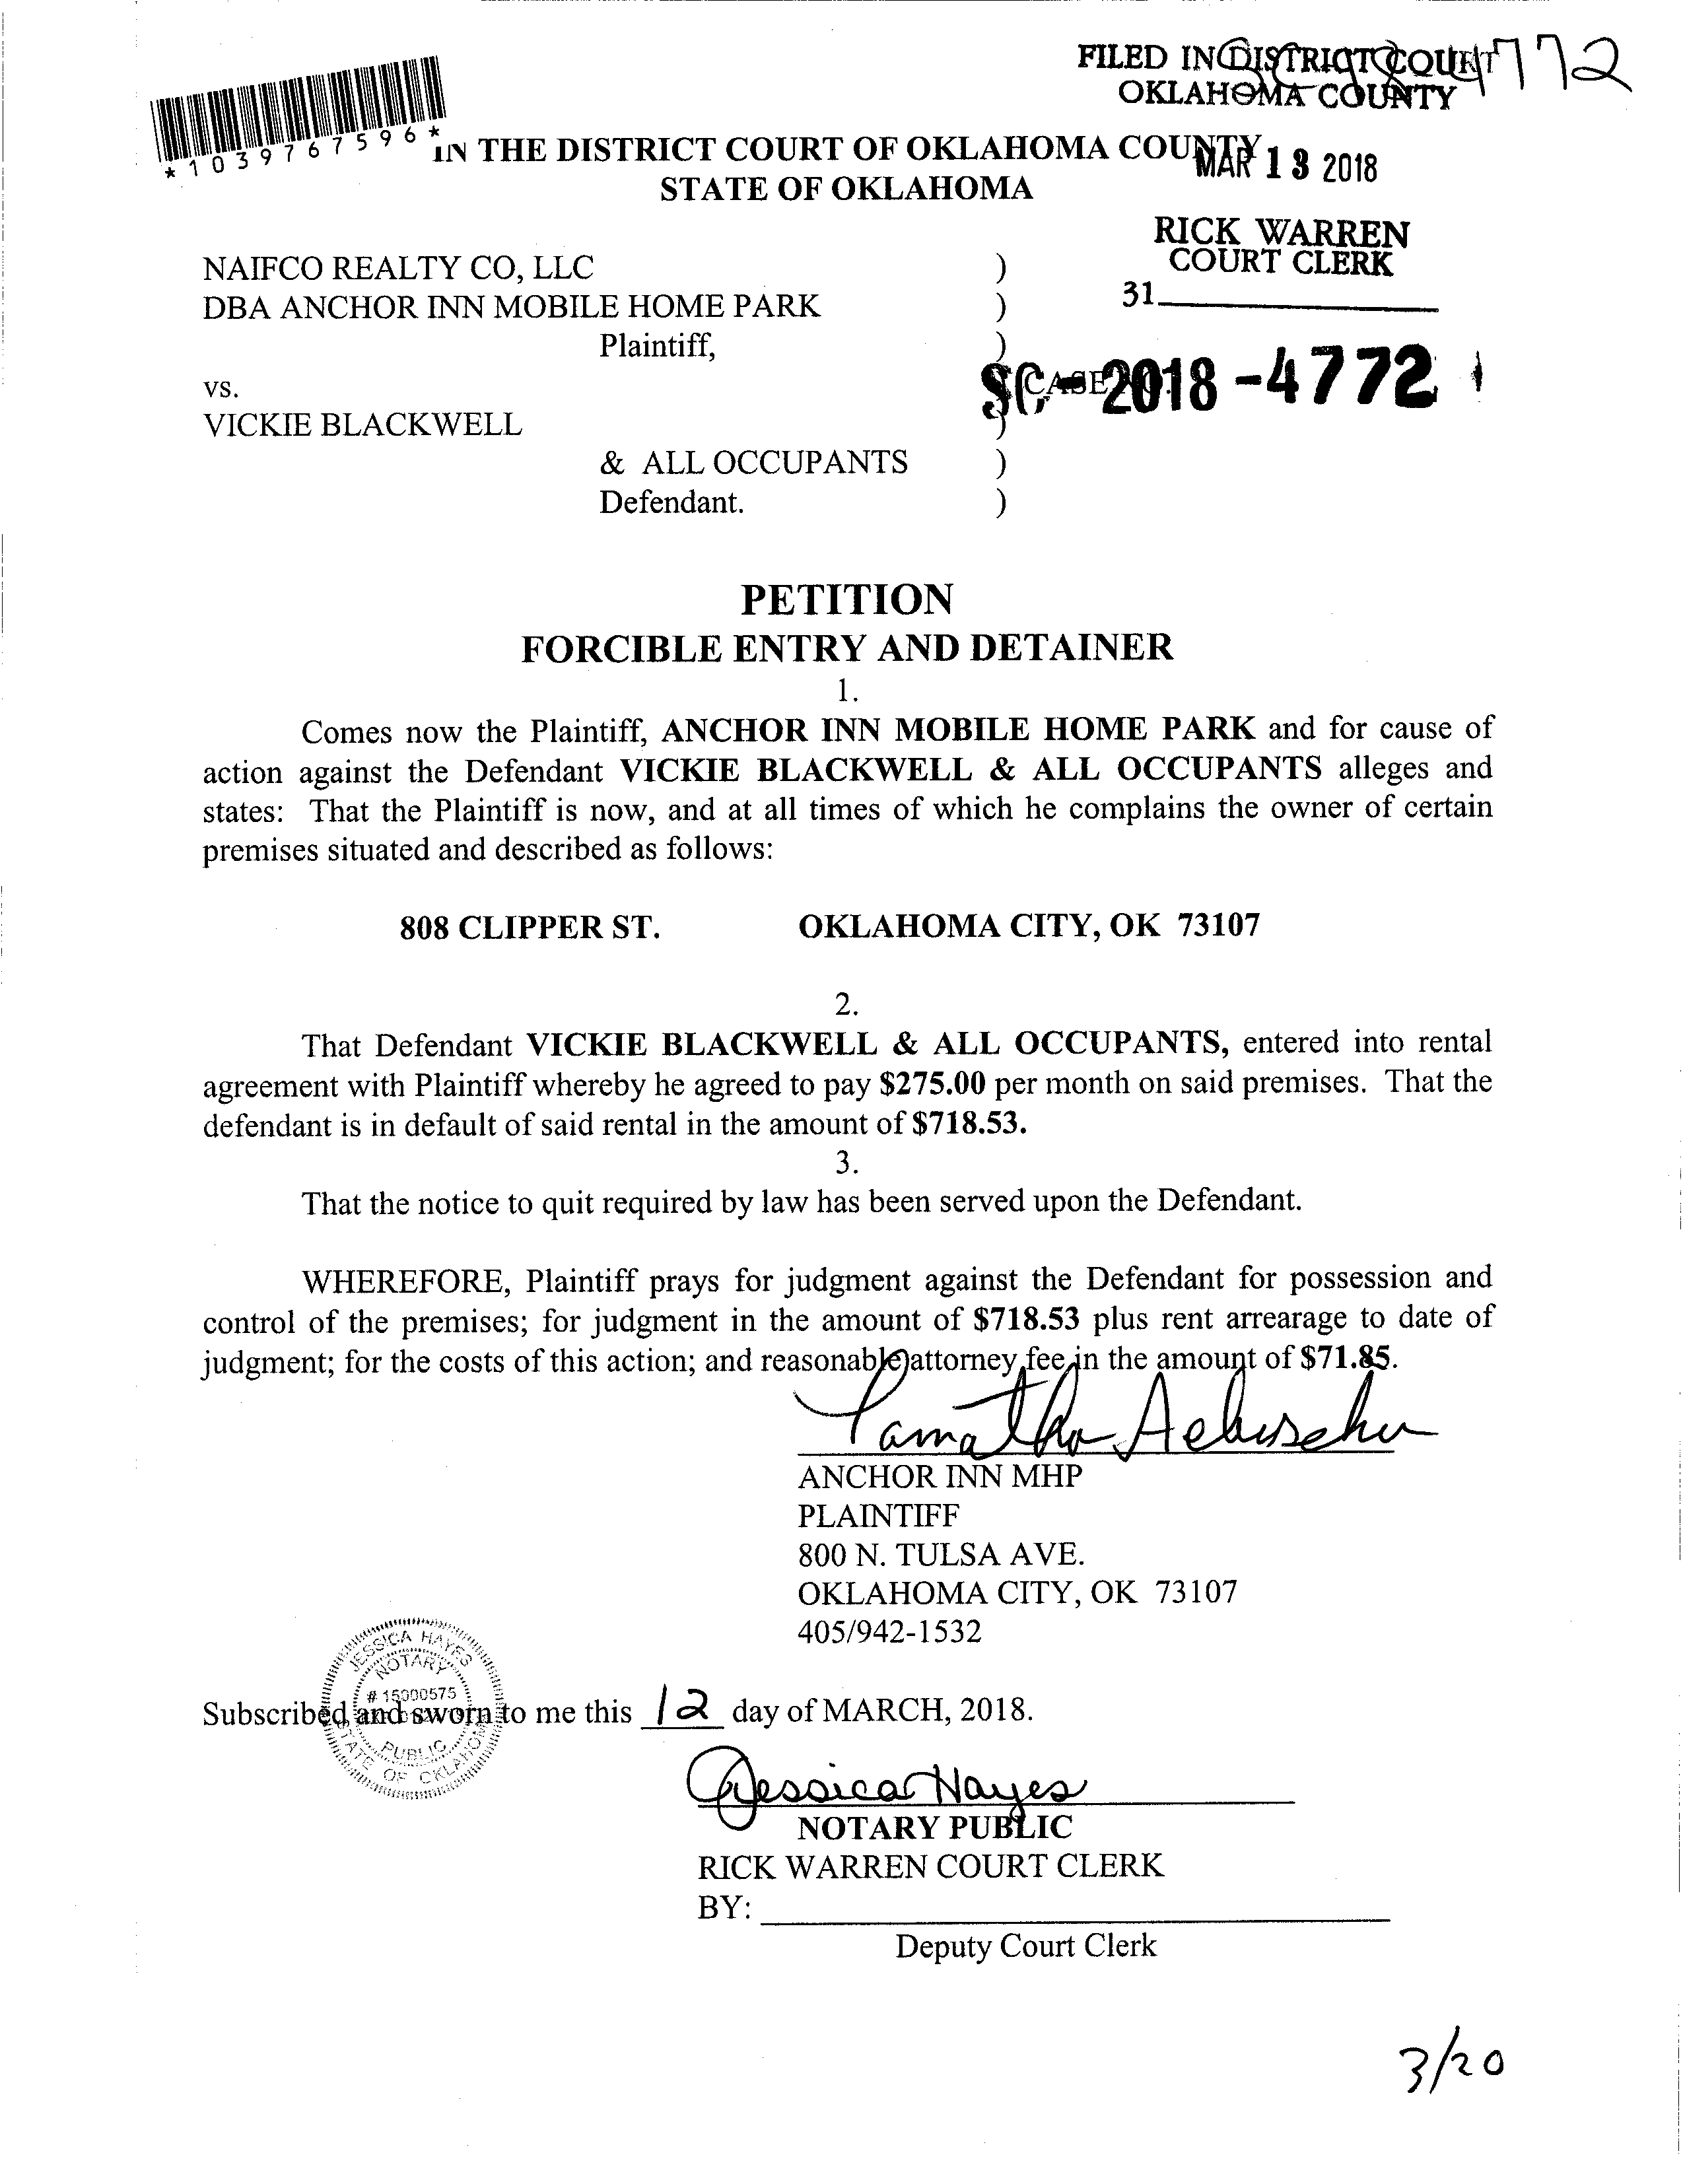 FILED IN DISTRICT COURT
OKLAHOMA COUNTY
4772
*1039767596*
IN THE DISTRICT COURT OF OKLAHOMA COUNTY
MAR 13 2018
STATE OF OKLAHOMA
RICK WARREN
COURT CLERK
31
NAIFCO REALTY CO, LLC )
DBA ANCHOR INN MOBILE HOME PARK )
Plaintiff, )
vs. ) CASE NO.
SC-2018-4772
VICKIE BLACKWELL )
& ALL OCCUPANTS )
Defendant. )
PETITION
FORCIBLE ENTRY AND DETAINER
1.
Comes now the Plaintiff, ANCHOR INN MOBILE HOME PARK and for cause of
action against the Defendant VICKIE BLACKWELL & ALL OCCUPANTS alleges and
states: That the Plaintiff is now, and at all times of which he complains the owner of certain
premises situated and described as follows:
808 CLIPPER ST. OKLAHOMA CITY, OK 73107
2.
That Defendant VICKIE BLACKWELL & ALL OCCUPANTS, entered into rental
agreement with Plaintiff whereby he agreed to pay $275.00 per month on said premises. That the
defendant is in default of said rental in the amount of $718.53.
3.
That the notice to quit required by law has been served upon the Defendant.
WHEREFORE, Plaintiff prays for judgment against the Defendant for possession and
control of the premises; for judgment in the amount of $718.53 plus rent arrearage to date of
judgment; for the costs of this action; and reasonable attorney fee in the amount of $71.85.
Tamatha Aebischer
ANCHOR INN MHP
PLAINTIFF
800 N. TULSA AVE.
OKLAHOMA CITY, OK 73107
405/942-1532
JESSICA HAYES
NOTARY
# 15000575
PUBLIC
STATE OF OKLAHOMA
Subscribed and sworn to me this 12 day of MARCH, 2018.
Jessica Hayes
NOTARY PUBLIC
RICK WARREN COURT CLERK
BY:
Deputy Court Clerk
3/20